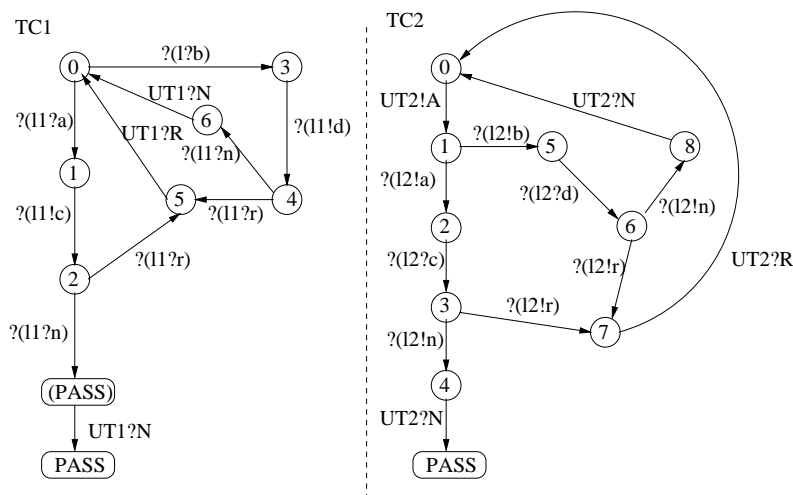 TC1
0
?(l?b)
3
UT1?N
?(l1?a)
UT1?R
6
?(l1!d)
?(l1?n)
1
5
4
?(l1?r)
?(l1!c)
?(l1?r)
2
?(l1?n)
(PASS)
UT1?N
PASS
TC2
0
UT2!A
UT2?N
1
?(l2!b)
5
8
?(l2!a)
?(l2?d)
?(l2!n)
2
6
?(l2?c)
?(l2!r)
UT2?R
3
?(l2!r)
7
?(l2!n)
4
UT2?N
PASS